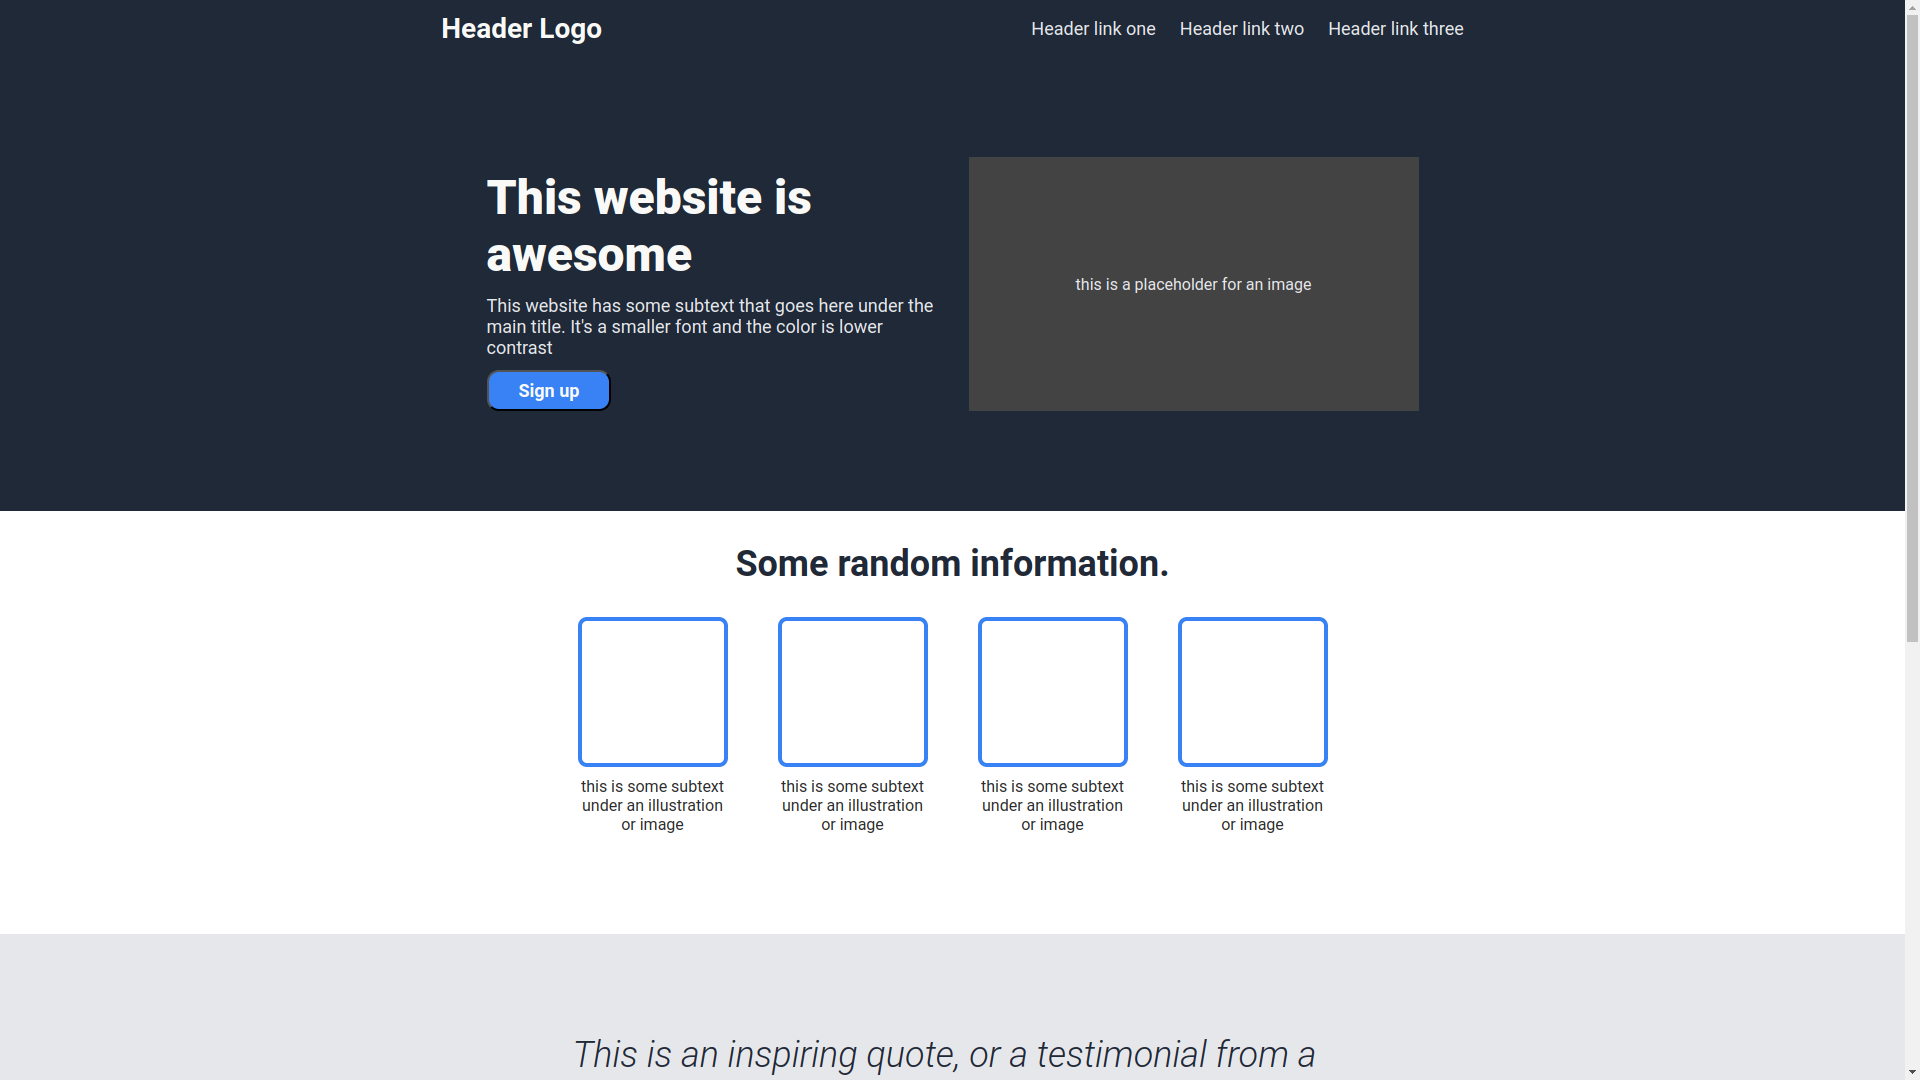 Header Logo
Header link one
Header link two
Header link three
This website is
awesome
This website has some subtext that goes here under the
main title. It's a smaller font and the color is lower
contrast
Sign up
this is a placeholder for an image
Some random information.
this is some subtext
under an illustration
or image
this is some subtext
under an illustration
or image
this is some subtext
under an illustration
or image
this is some subtext
under an illustration
or image
This is an inspiring quote, or a testimonial from a